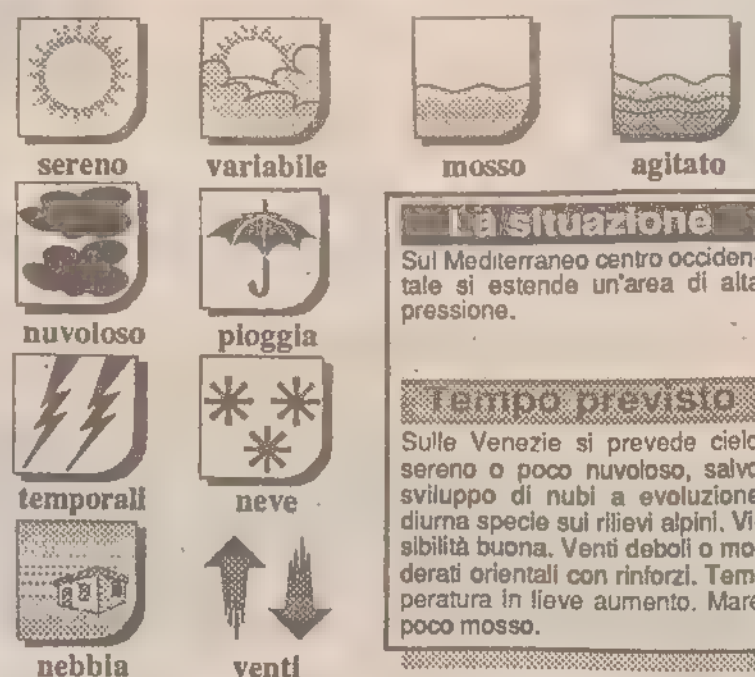 sereno
variabile
mosso
agitato
nuvoloso
pioggia
temporali
neve
nebbia
venti
La situazione
Sul Mediterraneo centro occiden-
tale si estende un'area di alta
pressione.
Tempo previsto
Sulle Venezie si prevede cielo
sereno o poco nuvoloso, salvo
sviluppo di nubi a evoluzione
diurna specie sui rilievi alpini. Vi-
sibilità buona. Venti deboli o mo-
derati orientali con rinforzi. Tem-
peratura in lieve aumento. Mare
poco mosso.